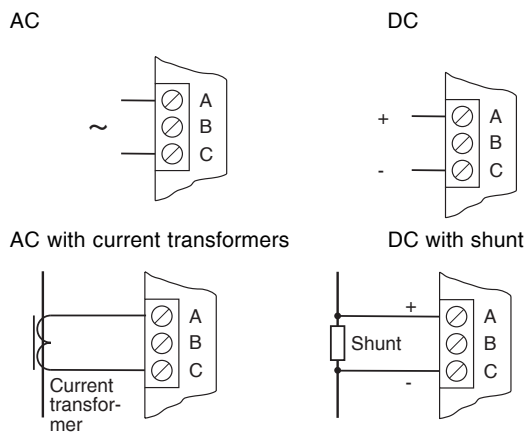 AC
A
~
B
C
DC
+
A
B
-
C
AC with current transformers
A
B
C
Current
transfor-
mer
DC with shunt
+
A
Shunt
B
C
-